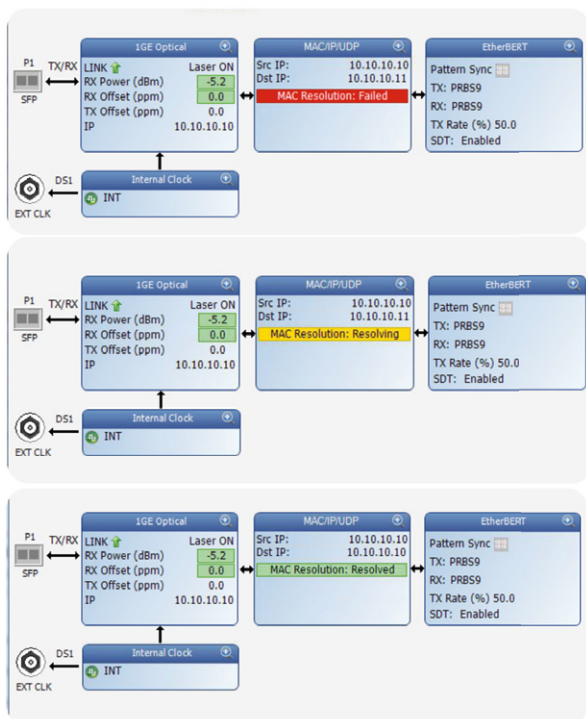 1GE Optical
MAC/IP/UDP
EtherBERT
P1
TX/RX
SFP
LINK
Laser ON
RX Power (dBm)
-5.2
RX Offset (ppm)
0.0
TX Offset (ppm)
0.0
IP
10.10.10.10
Src IP:
10.10.10.10
Dst IP:
10.10.10.11
MAC Resolution: Failed
Pattern Sync
TX: PRBS9
RX: PRBS9
TX Rate (%) 50.0
SDT: Enabled
DS1
EXT CLK
Internal Clock
INT
1GE Optical
MAC/IP/UDP
EtherBERT
P1
TX/RX
SFP
LINK
Laser ON
RX Power (dBm)
-5.2
RX Offset (ppm)
0.0
TX Offset (ppm)
0.0
IP
10.10.10.10
Src IP:
10.10.10.10
Dst IP:
10.10.10.11
MAC Resolution: Resolving
Pattern Sync
TX: PRBS9
RX: PRBS9
TX Rate (%) 50.0
SDT: Enabled
DS1
EXT CLK
Internal Clock
INT
1GE Optical
MAC/IP/UDP
EtherBERT
P1
TX/RX
SFP
LINK
Laser ON
RX Power (dBm)
-5.2
RX Offset (ppm)
0.0
TX Offset (ppm)
0.0
IP
10.10.10.10
Src IP:
10.10.10.10
Dst IP:
10.10.10.10
MAC Resolution: Resolved
Pattern Sync
TX: PRBS9
RX: PRBS9
TX Rate (%) 50.0
SDT: Enabled
DS1
EXT CLK
Internal Clock
INT